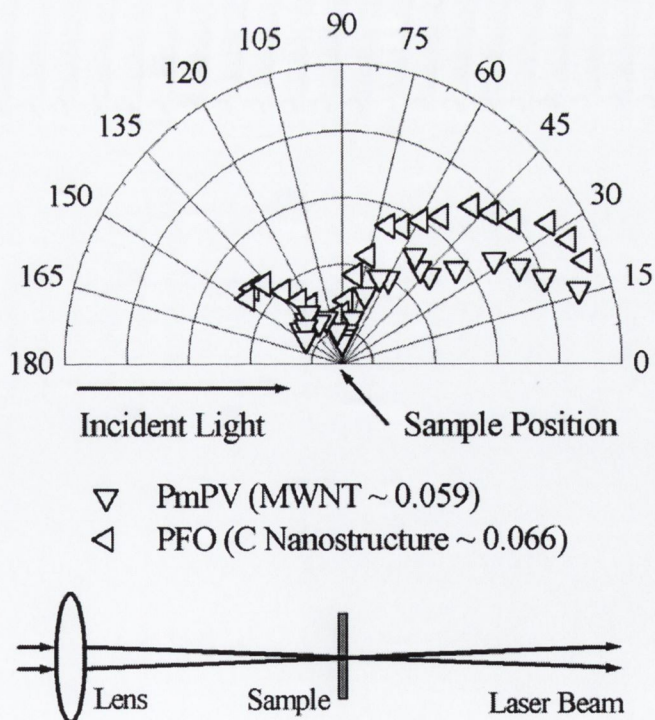 90
105
75
120
60
135
45
150
30
165
15
180
0
Incident Light
Sample Position
▽ PmPV (MWNT ~ 0.059)
◁ PFO (C Nanostructure ~ 0.066)
Lens
Sample
Laser Beam